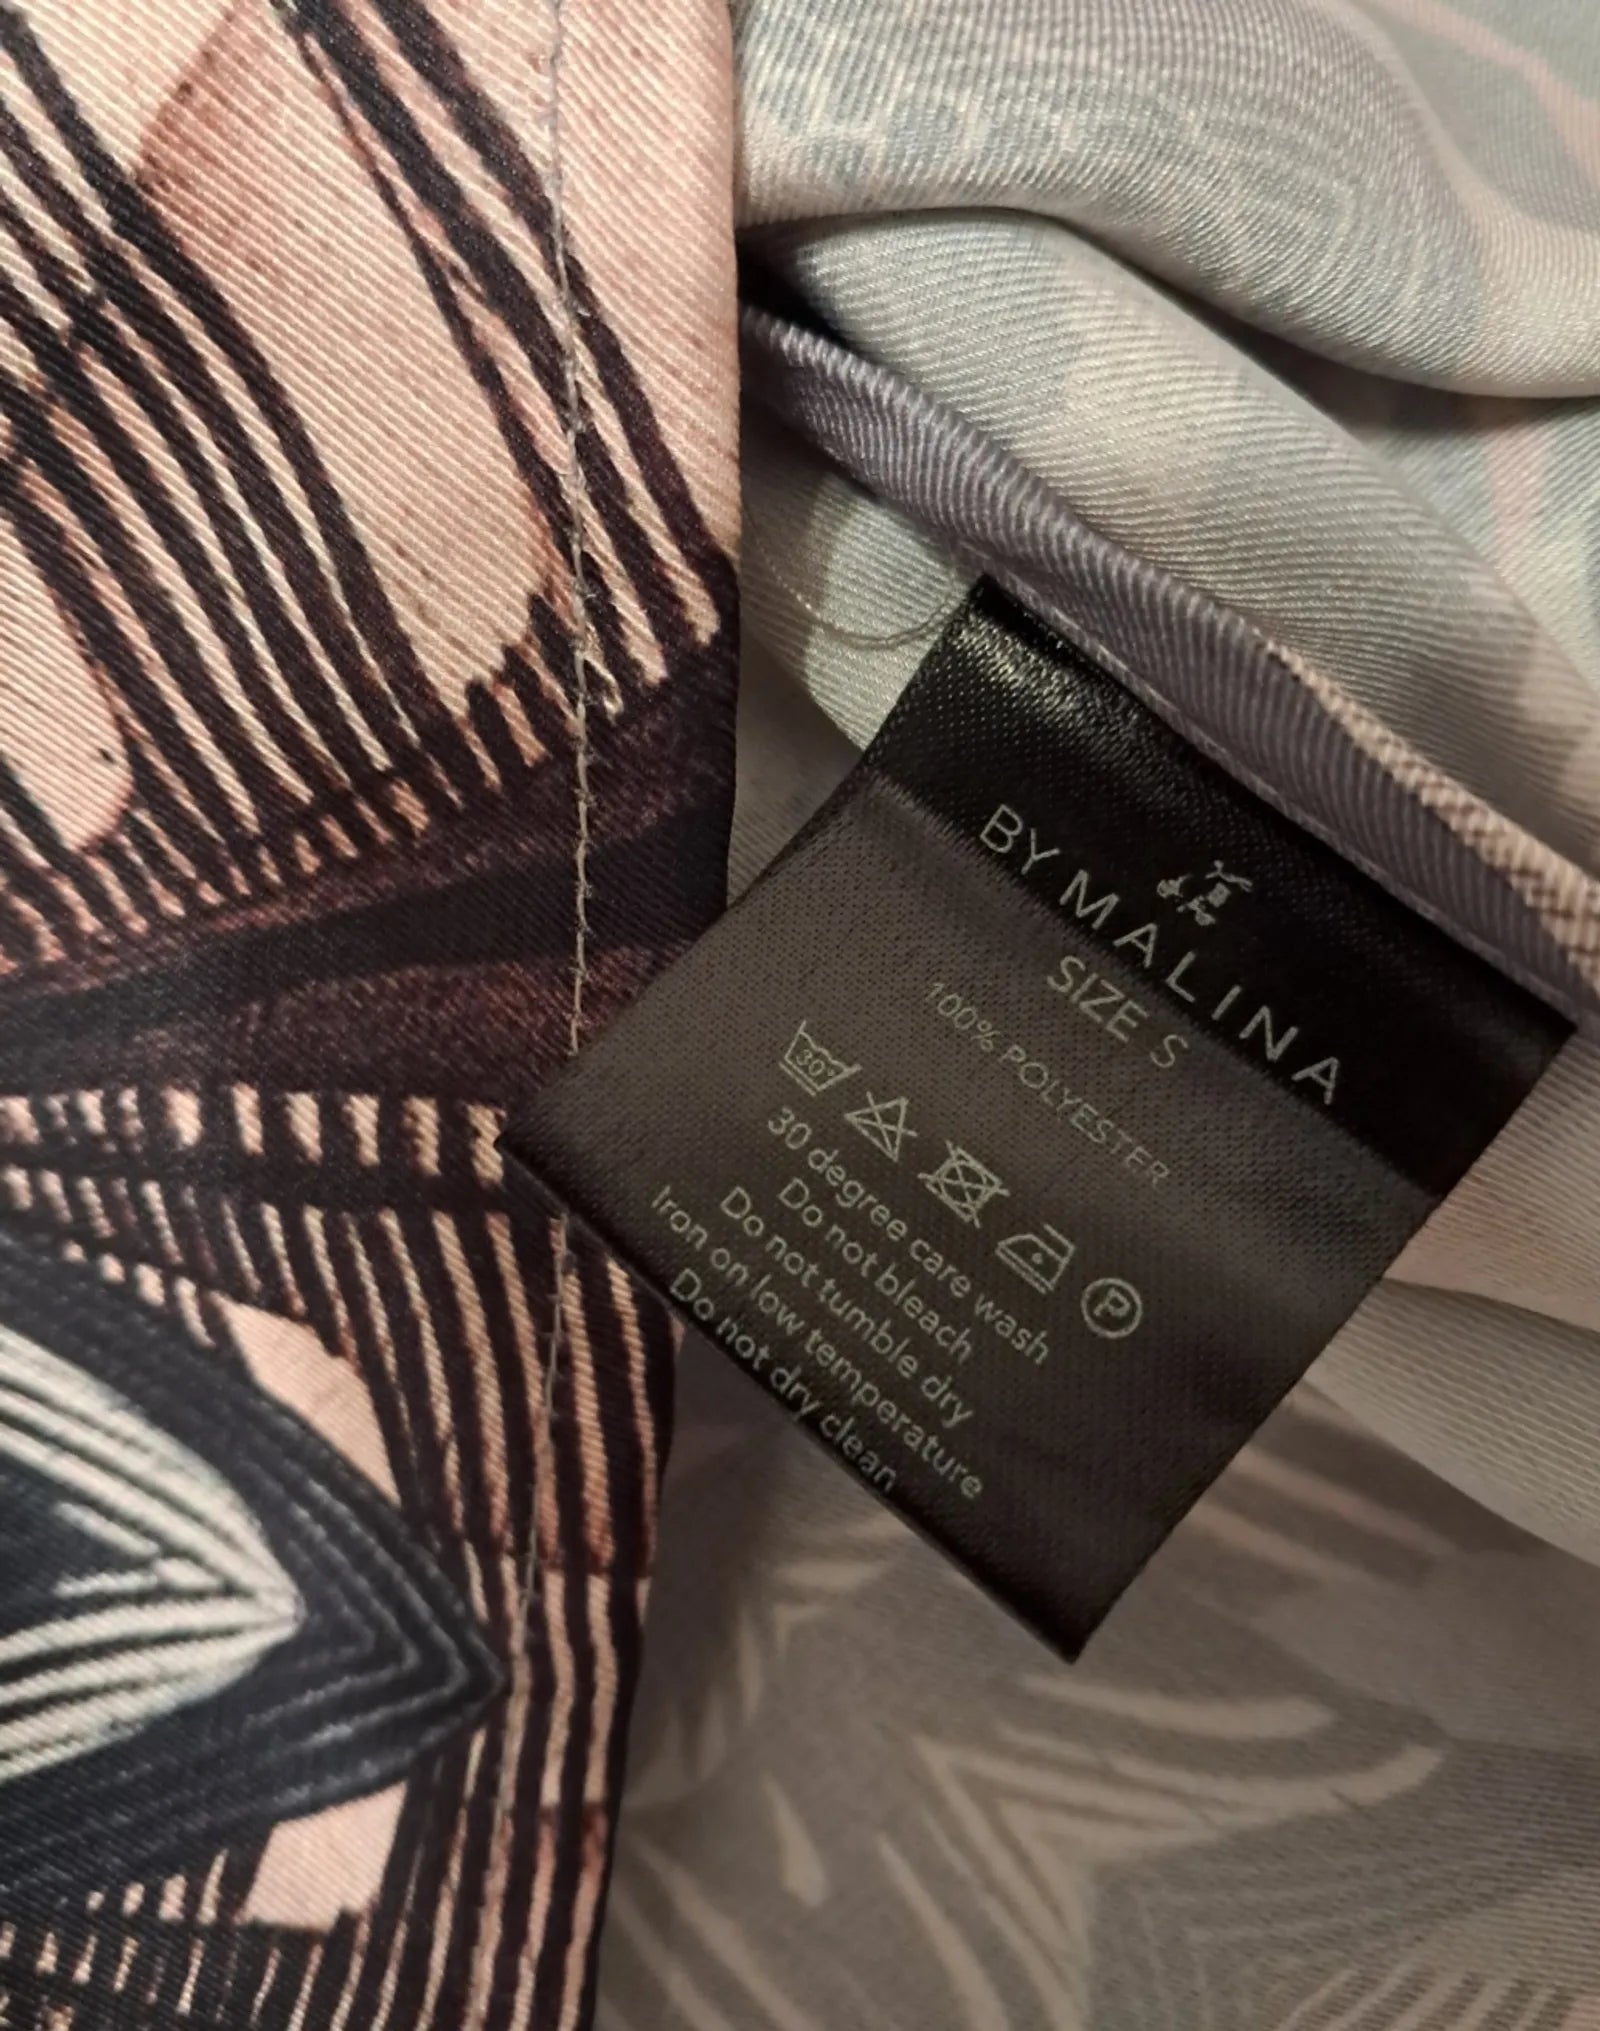 BY MALINA
SIZE S
100% POLYESTER
30
P
30 degree care wash
Do not bleach
Do not tumble dry
Iron on low temperature
Do not dry clean